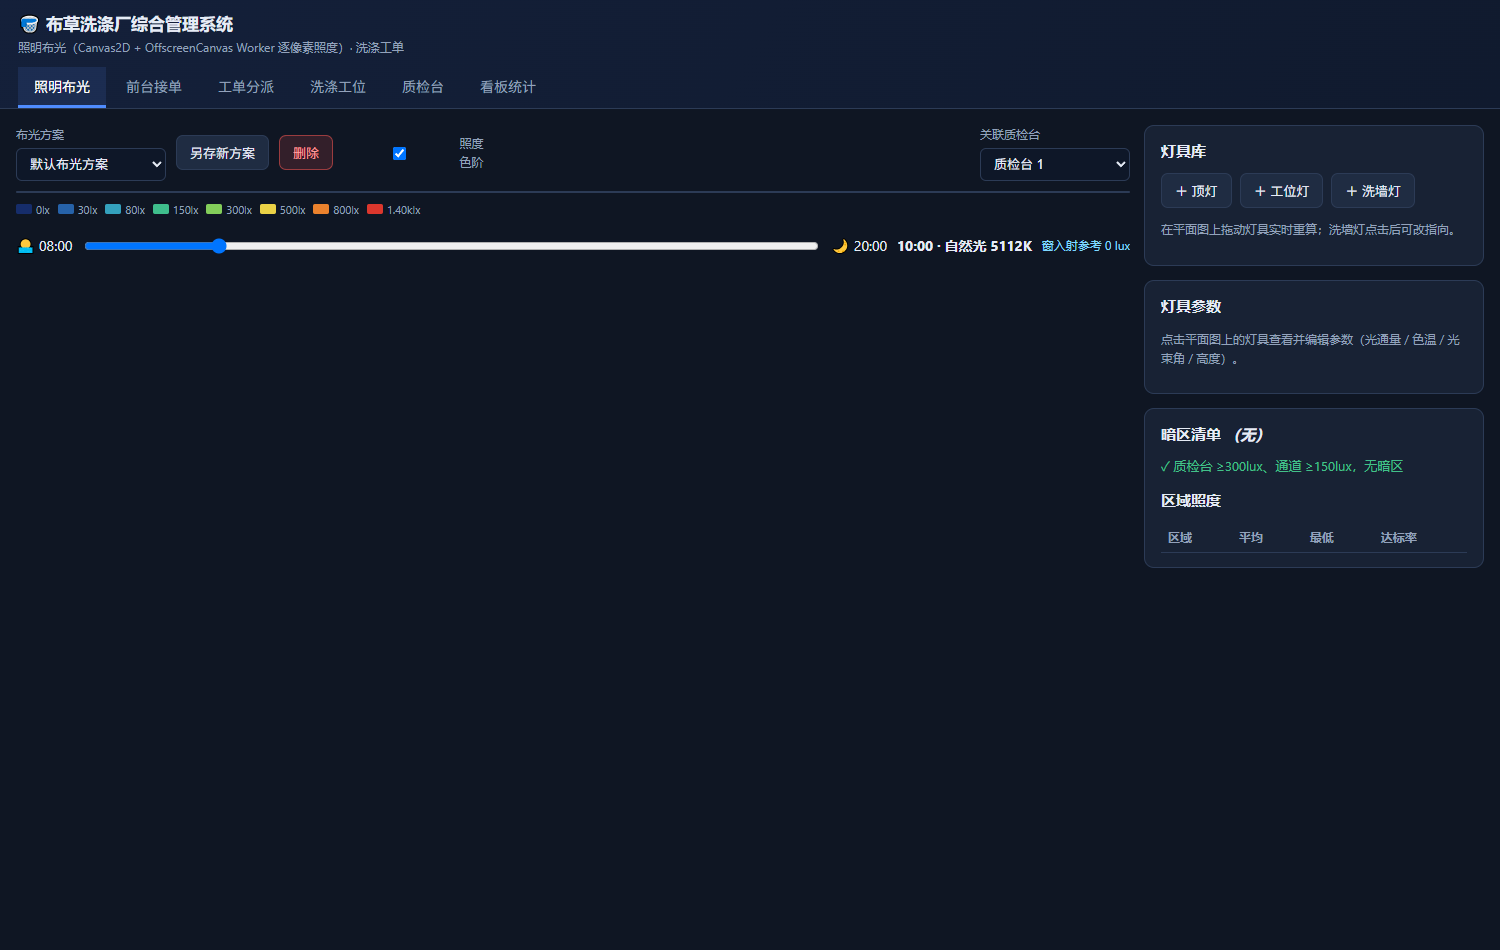 布草洗涤厂综合管理系统
照明布光（Canvas2D + OffscreenCanvas Worker 逐像素照度）· 洗涤工单
照明布光 前台接单 工单分派 洗涤工位 质检台 看板统计
布光方案
默认布光方案
另存新方案
删除
照度
色阶
关联质检台
质检台 1
0lx 30lx 80lx 150lx 300lx 500lx 800lx 1.40klx
08:00
20:00
10:00 · 自然光 5112K
窗入射参考 0 lux
灯具库
＋ 顶灯
＋ 工位灯
＋ 洗墙灯
在平面图上拖动灯具实时重算；洗墙灯点击后可改指向。
灯具参数
点击平面图上的灯具查看并编辑参数（光通量 / 色温 / 光
束角 / 高度）。
暗区清单 （无）
✓ 质检台 ≥300lux、通道 ≥150lux，无暗区
区域照度
区域 平均 最低 达标率